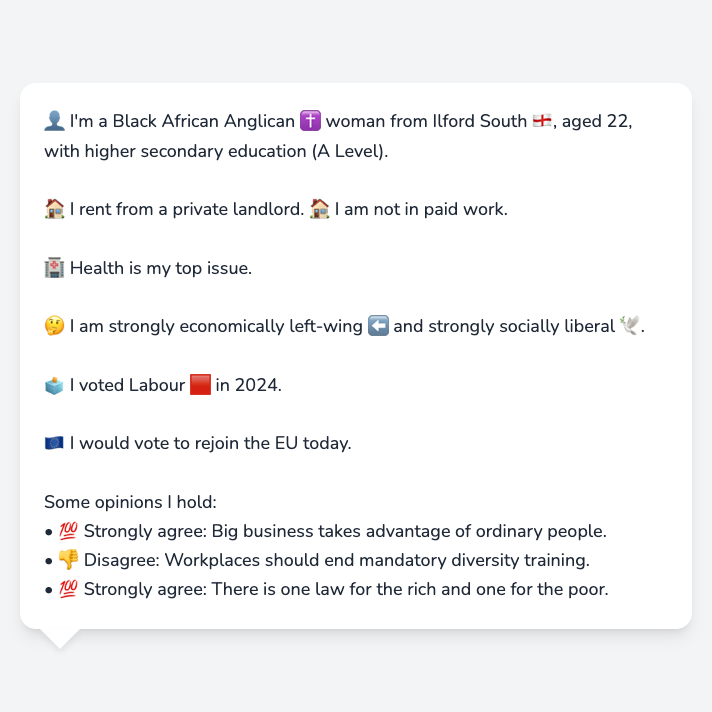 👤 I'm a Black African Anglican ✝️ woman from Ilford South 🏴󠁧󠁢󠁥󠁮󠁧󠁿, aged 22,
with higher secondary education (A Level).
🏠 I rent from a private landlord. 🏠 I am not in paid work.
🏥 Health is my top issue.
🤔 I am strongly economically left-wing ⬅️ and strongly socially liberal 🕊️.
🗳️ I voted Labour 🟥 in 2024.
🇪🇺 I would vote to rejoin the EU today.
Some opinions I hold:
• 💯 Strongly agree: Big business takes advantage of ordinary people.
• 👎 Disagree: Workplaces should end mandatory diversity training.
• 💯 Strongly agree: There is one law for the rich and one for the poor.